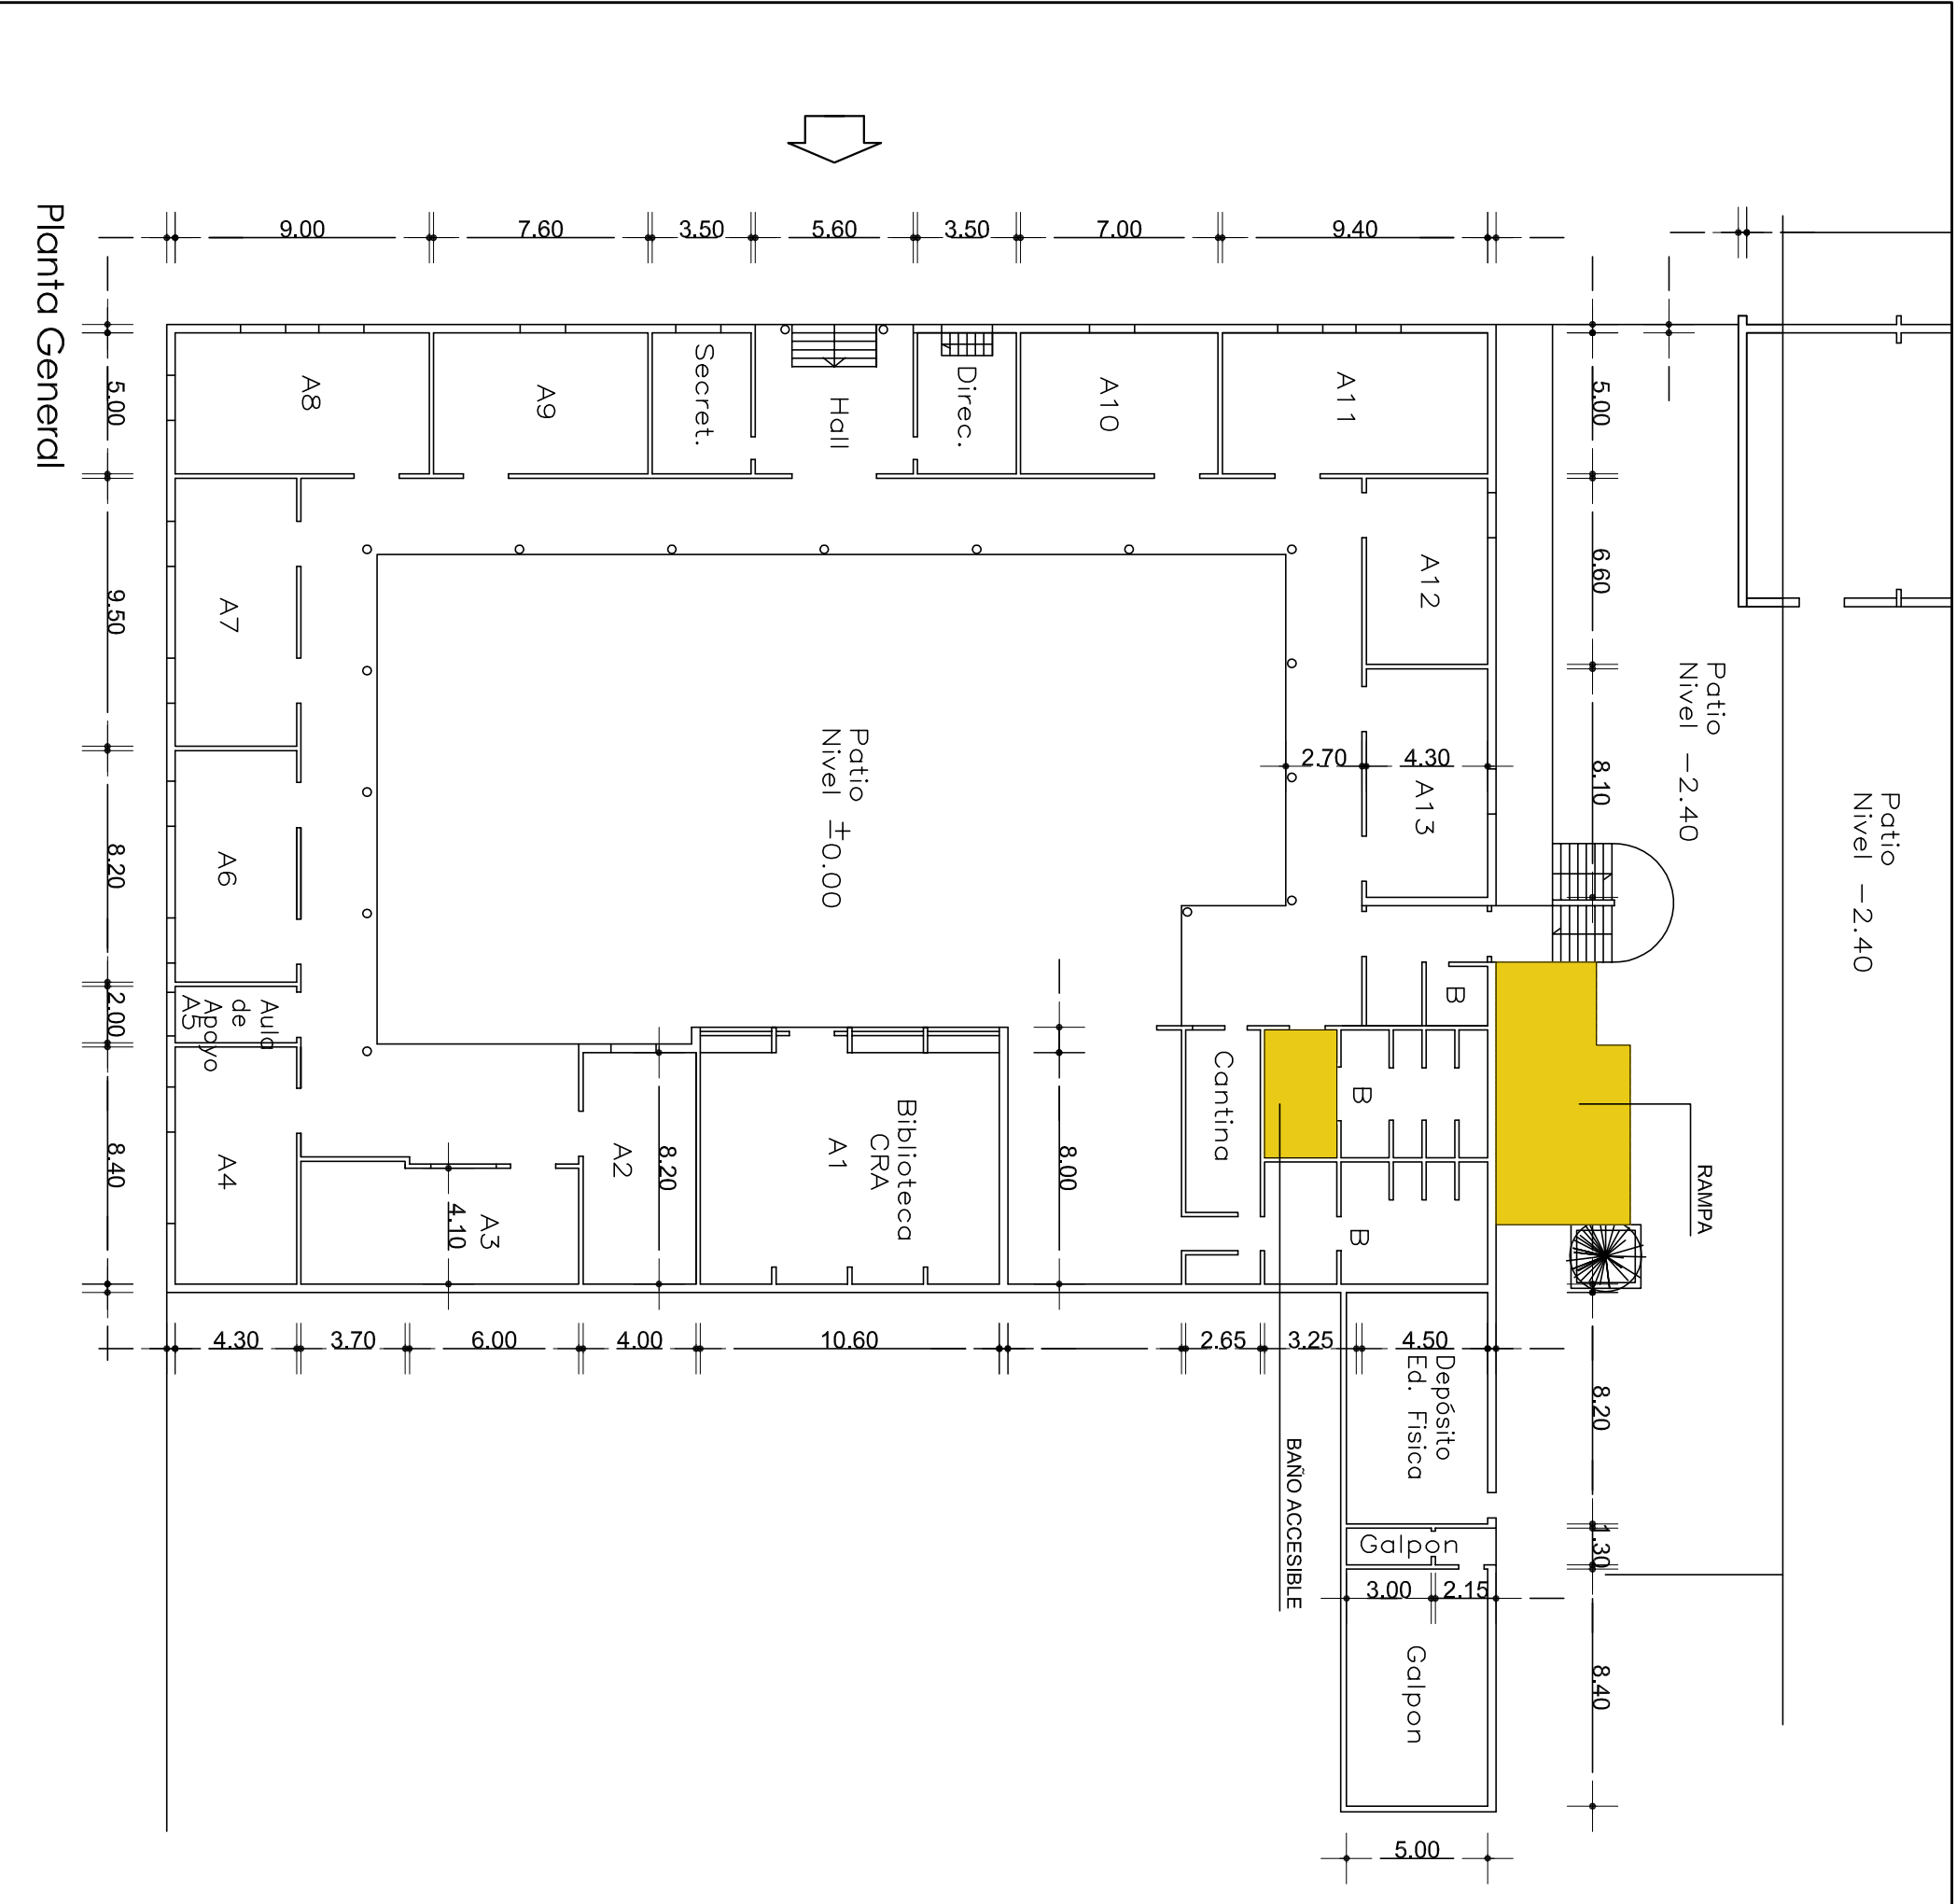 Planta General
9.00
7.60
3.50
5.60
3.50
7.00
9.40
5.00
9.50
8.20
2.00
8.40
5.00
6.60
8.10
8.20
1.30
8.40
A8
A9
Secret.
Hall
Direc.
A10
A11
A7
A12
A6
A13
2.70
4.30
Patio
Nivel ±0.00
Patio
Nivel -2.40
Patio
Nivel -2.40
Aula
de
Apoyo
A5
A4
A3
4.10
A2
8.20
Biblioteca
CRA
A1
8.00
Cantina
B
B
B
RAMPA
4.30
3.70
6.00
4.00
10.60
2.65
3.25
4.50
Depósito
Ed. Fisica
BAÑO ACCESIBLE
Galpon
3.00
2.15
Galpon
5.00